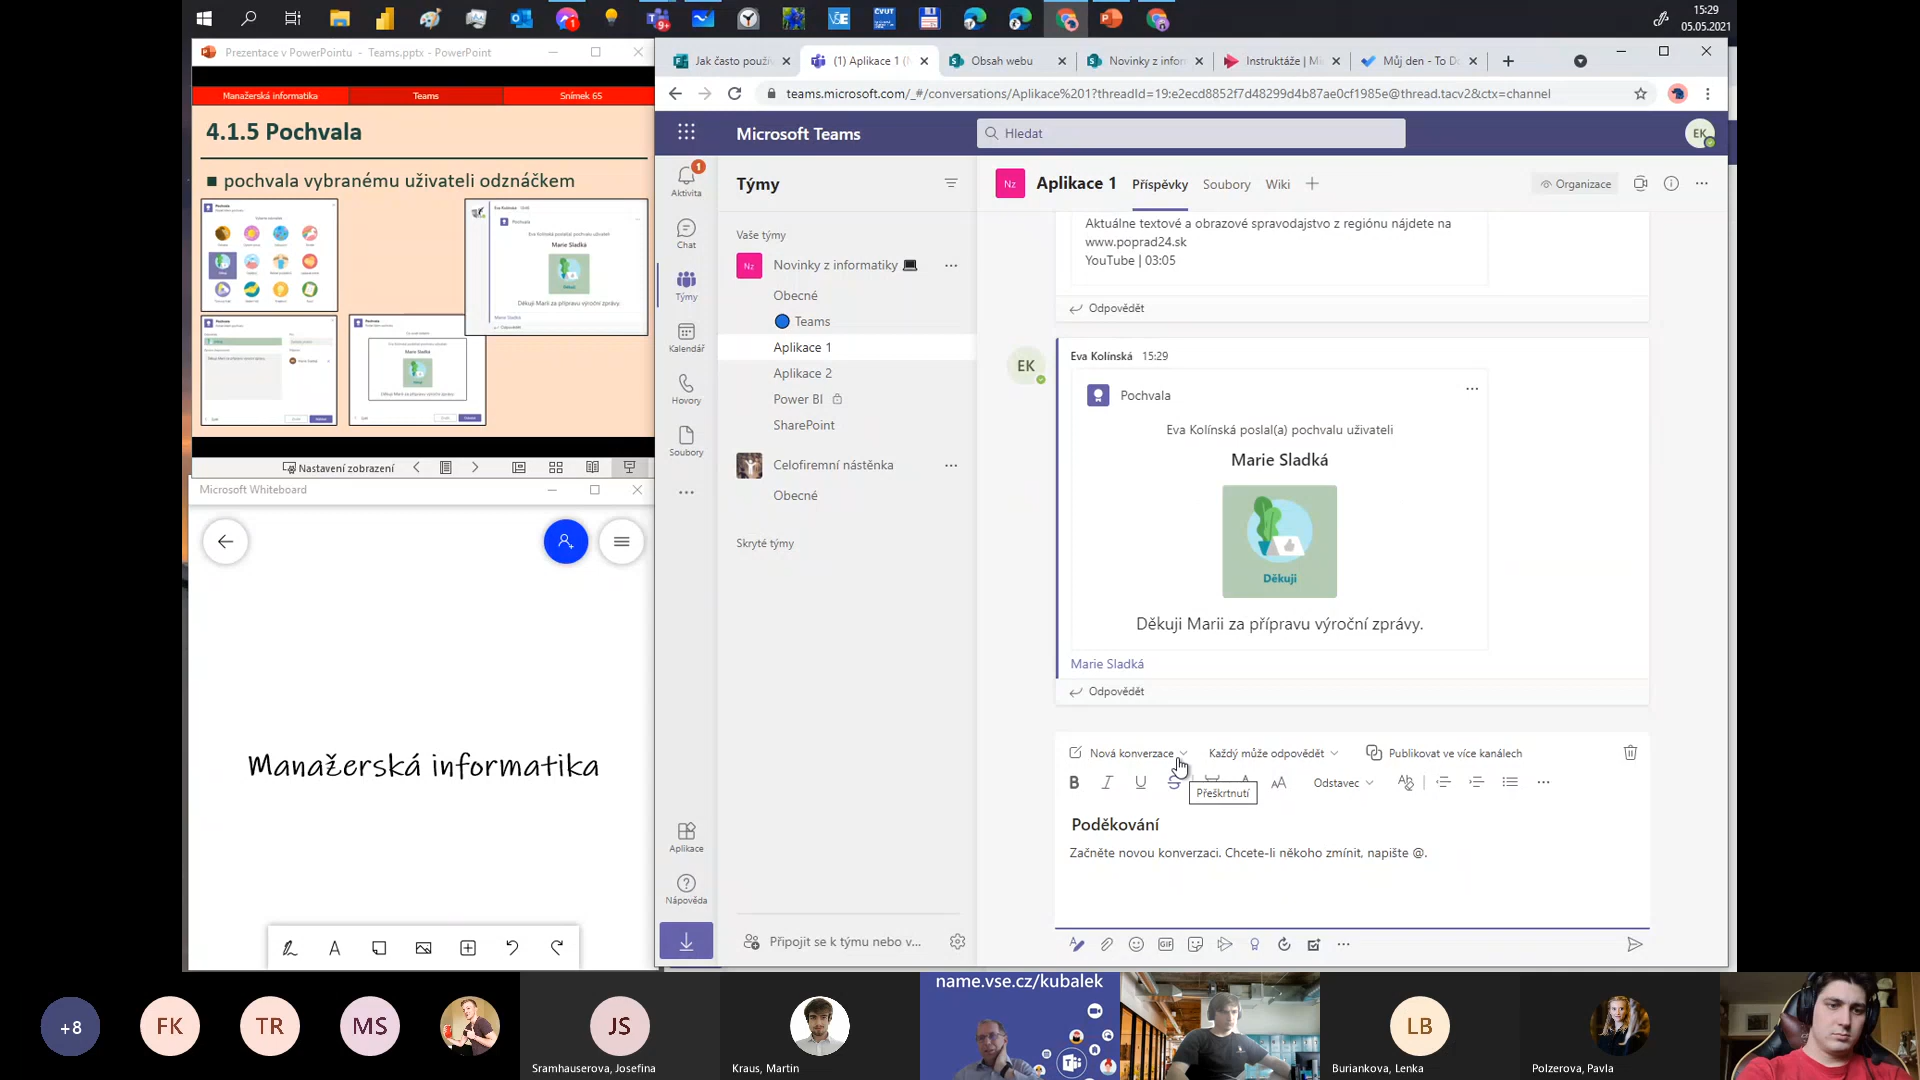 15:29
05.05.2021
9+
1
Prezentace v PowerPointu - Teams.pptx - PowerPoint
Manažerská informatika
Teams
Snímek 65
4.1.5 Pochvala
■ pochvala vybranému uživateli odznáčkem
Nastavení zobrazení
Microsoft Whiteboard
Manažerská informatika
Jak často použí
(1) Aplikace 1 (
Obsah webu
Novinky z infor
Instruktáže | Mi
Můj den - To D
teams.microsoft.com/_#/conversations/Aplikace%201?threadId=19:e2ecd8852f7d48299d4b87ae0cf1985e@thread.tacv2&ctx=channel
Microsoft Teams
Hledat
EK
1
Aktivita
Chat
Týmy
Kalendář
Hovory
Soubory
Aplikace
Nápověda
Týmy
Vaše týmy
Nz
Novinky z informatiky
Obecné
Teams
Aplikace 1
Aplikace 2
Power BI
SharePoint
Celofiremní nástěnka
Obecné
Skryté týmy
Připojit se k týmu nebo v...
Nz
Aplikace 1
Příspěvky
Soubory
Wiki
Organizace
Aktuálne textové a obrazové spravodajstvo z regiónu nájdete na
www.poprad24.sk
YouTube | 03:05
Odpovědět
EK
Eva Kolínská 15:29
Pochvala
Eva Kolínská poslal(a) pochvalu uživateli
Marie Sladká
Děkuji
Děkuji Marii za přípravu výroční zprávy.
Marie Sladká
Odpovědět
Nová konverzace
Každý může odpovědět
Publikovat ve více kanálech
B I U S
Odstavec
Přeškrtnutí
Poděkování
Začněte novou konverzaci. Chcete-li někoho zmínit, napište @.
+8
FK
TR
MS
JS
Sramhauserova, Josefina
Kraus, Martin
name.vse.cz/kubalek
LB
Buriankova, Lenka
Polzerova, Pavla